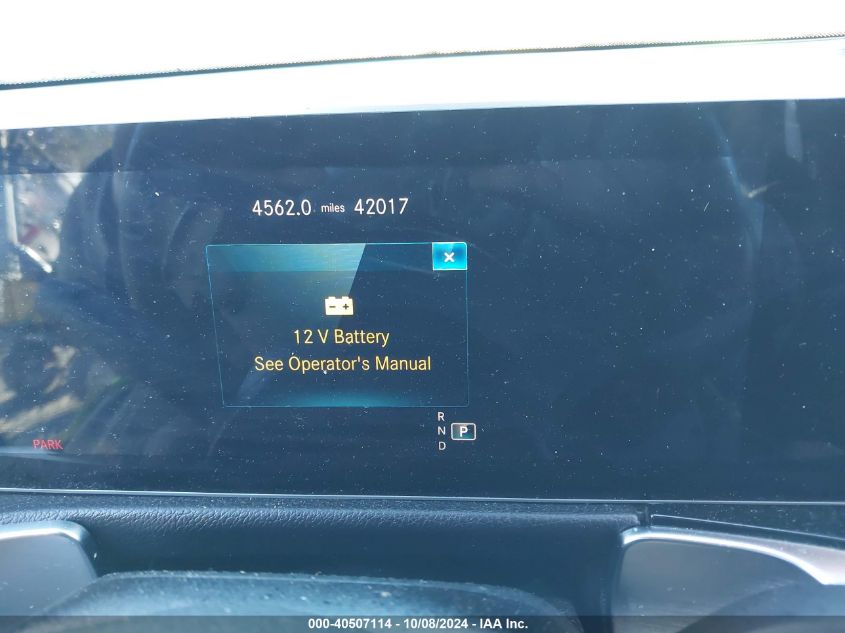 4562.0 miles 42017
×
12 V Battery
See Operator's Manual
R
N P
D
PARK
000-40507114 - 10/08/2024 - IAA Inc.